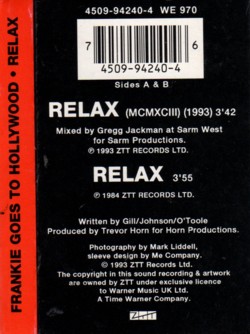 4509-94240-4 WE 970
7 6
4509-94240-4
Sides A & B
RELAX (MCMXCIII) (1993) 3'42
Mixed by Gregg Jackman at Sarm West
for Sarm Productions.
℗ 1993 ZTT RECORDS LTD.
RELAX 3'55
℗ 1984 ZTT RECORDS LTD.
Written by Gill/Johnson/O'Toole
Produced by Trevor Horn for Horn Productions.
Photography by Mark Liddell,
sleeve design by Me Company.
© 1993 ZTT Records Ltd.
The copyright in this sound recording & artwork
are owned by ZTT under exclusive licence
to Warner Music UK Ltd.
A Time Warner Company.
ZTT
FRANKIE GOES TO HOLLYWOOD • RELAX